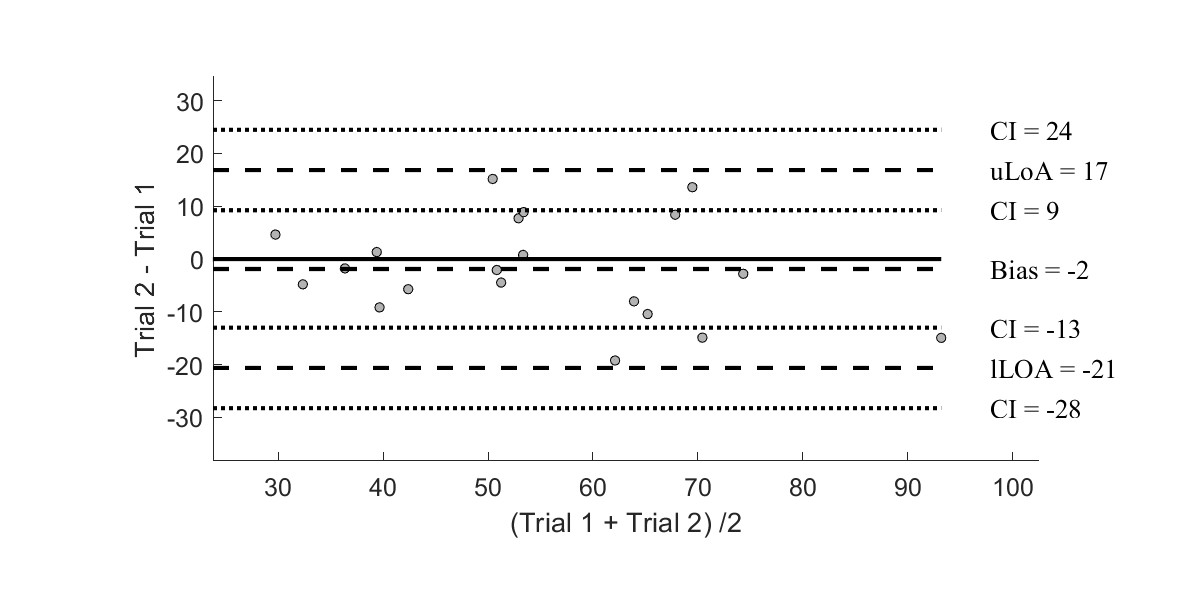 30
20
10
0
-10
-20
-30
Trial 2 - Trial 1
CI = 24
uLoA = 17
CI = 9
Bias = -2
CI = -13
lLOA = -21
CI = -28
30 40 50 60 70 80 90 100
(Trial 1 + Trial 2) /2